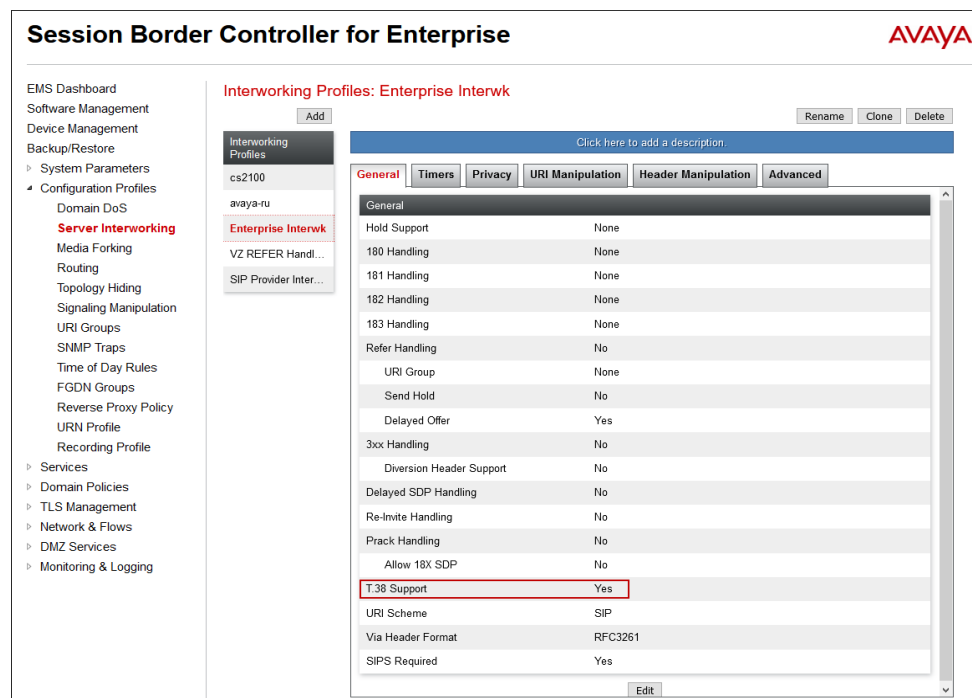 Session Border Controller for Enterprise
AVAYA
EMS Dashboard
Software Management
Device Management
Backup/Restore
System Parameters
Configuration Profiles
Domain DoS
Server Interworking
Media Forking
Routing
Topology Hiding
Signaling Manipulation
URI Groups
SNMP Traps
Time of Day Rules
FGDN Groups
Reverse Proxy Policy
URN Profile
Recording Profile
Services
Domain Policies
TLS Management
Network & Flows
DMZ Services
Monitoring & Logging
Interworking Profiles: Enterprise Interwk
Add
Rename Clone Delete
Interworking
Profiles
cs2100
avaya-ru
Enterprise Interwk
VZ REFER Handl...
SIP Provider Inter...
Click here to add a description.
General Timers Privacy URI Manipulation Header Manipulation Advanced
General
Hold Support None
180 Handling None
181 Handling None
182 Handling None
183 Handling None
Refer Handling No
URI Group None
Send Hold No
Delayed Offer Yes
3xx Handling No
Diversion Header Support No
Delayed SDP Handling No
Re-Invite Handling No
Prack Handling No
Allow 18X SDP No
T.38 Support Yes
URI Scheme SIP
Via Header Format RFC3261
SIPS Required Yes
Edit